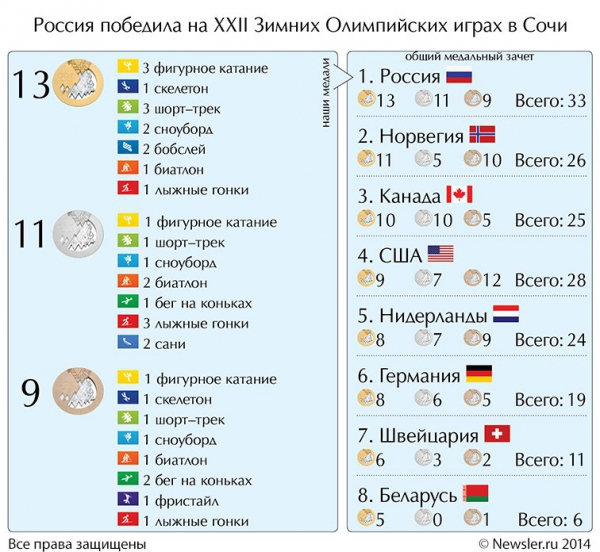 Россия победила на XXII Зимних Олимпийских играх в Сочи
13
3 фигурное катание
1 скелетон
3 шорт–трек
2 сноуборд
2 бобслей
1 биатлон
1 лыжные гонки
11
1 фигурное катание
1 шорт–трек
1 сноуборд
2 биатлон
1 бег на коньках
3 лыжные гонки
2 сани
9
1 фигурное катание
1 скелетон
1 шорт–трек
1 сноуборд
1 биатлон
2 бег на коньках
1 фристайл
1 лыжные гонки
наши медали
общий медальный зачет
1. Россия
13 11 9 Всего: 33
2. Норвегия
11 5 10 Всего: 26
3. Канада
10 10 5 Всего: 25
4. США
9 7 12 Всего: 28
5. Нидерланды
8 7 9 Всего: 24
6. Германия
8 6 5 Всего: 19
7. Швейцария
6 3 2 Всего: 11
8. Беларусь
5 0 1 Всего: 6
Все права защищены
© Newsler.ru 2014